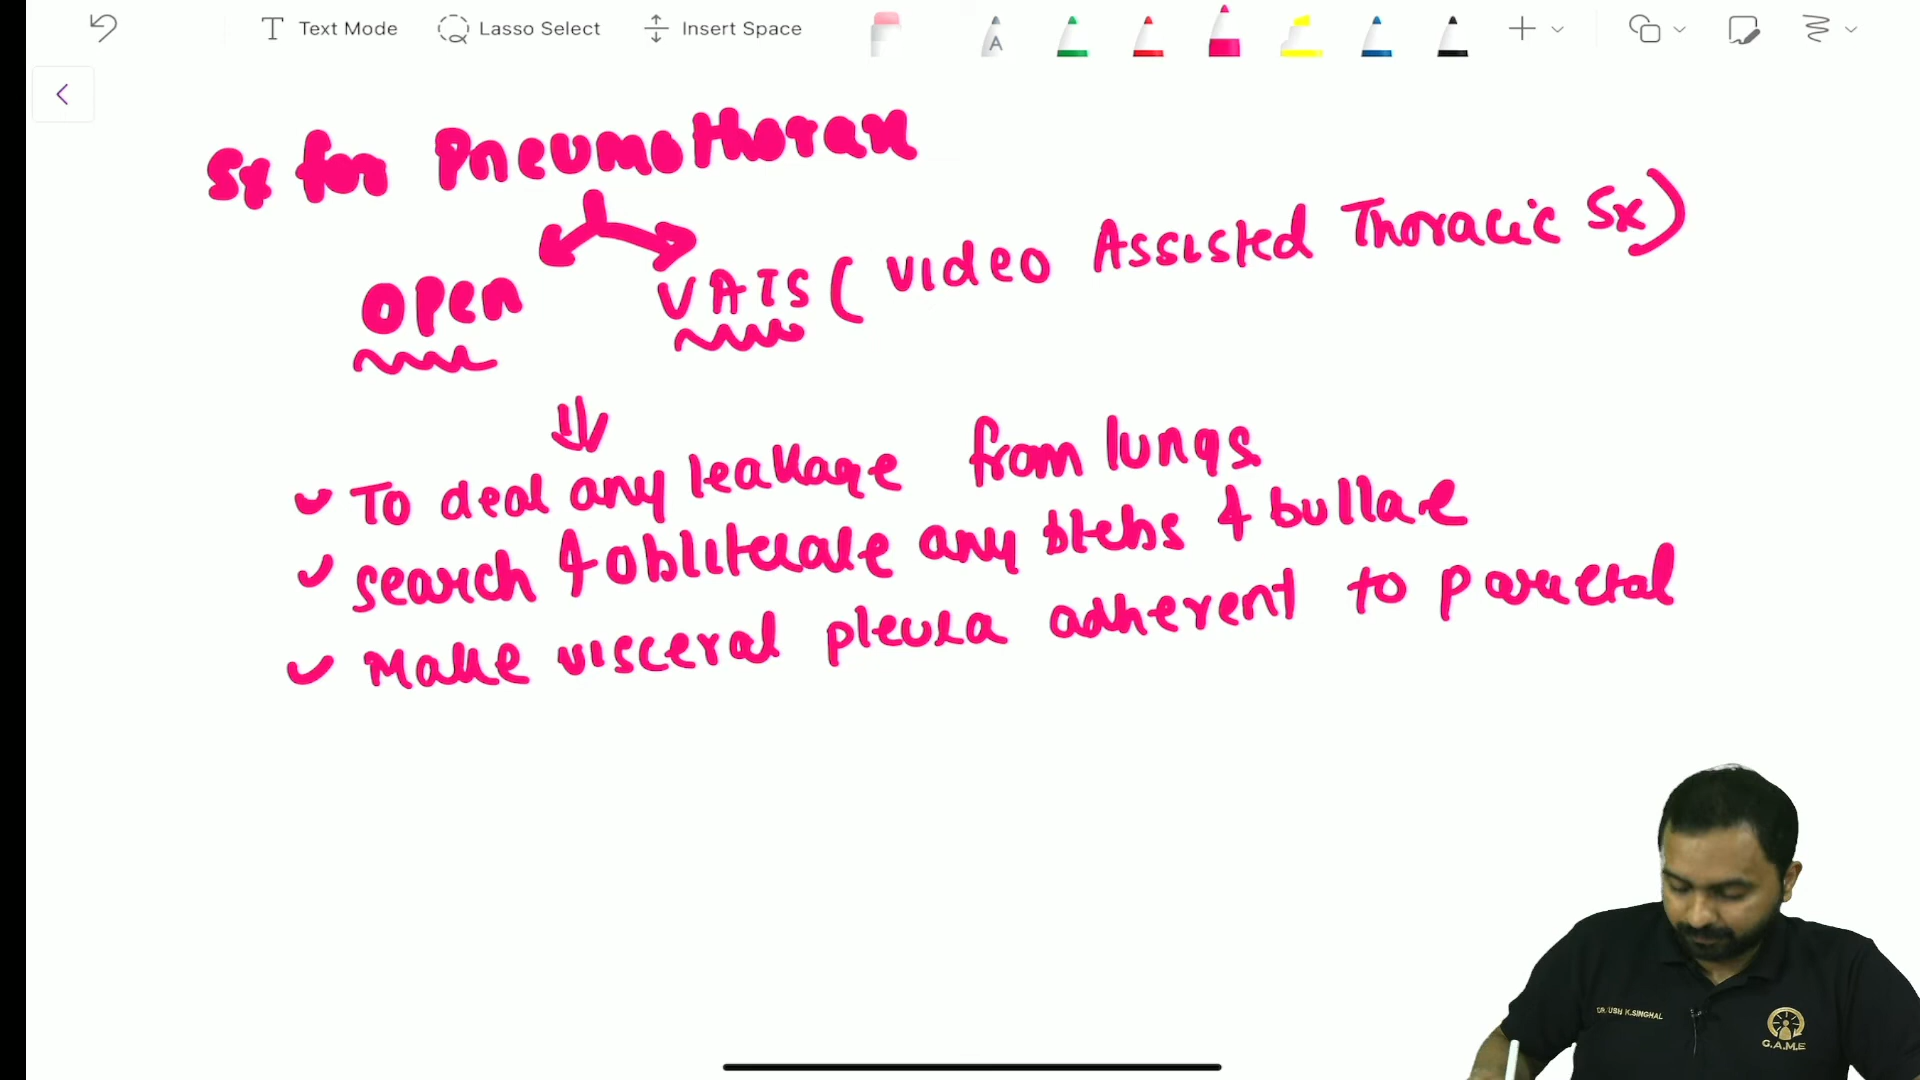 Text Mode Lasso Select Insert Space
A
Sx for Pneumothorax
Open VATS (Video Assisted Thoracic Sx)
To deal any leakage from lungs
Search & obliterate any blebs & bullae
Make visceral pleura adherent to parietal
K.SINGHAL
G.A.M.E